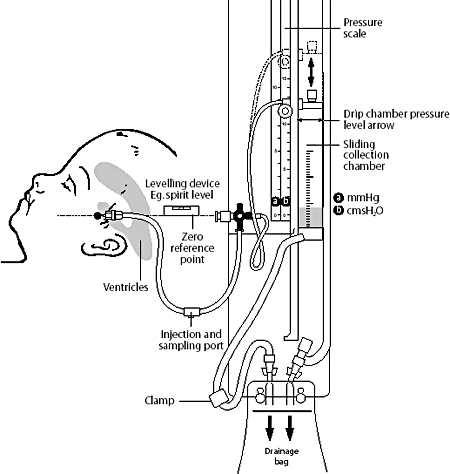 Pressure
scale
Drip chamber pressure
level arrow
Sliding
collection
chamber
Levelling device
Eg. spirit level
a mmHg
b cmsH₂O
a b
Zero
reference
point
Ventricles
Injection and
sampling port
Clamp
Drainage
bag